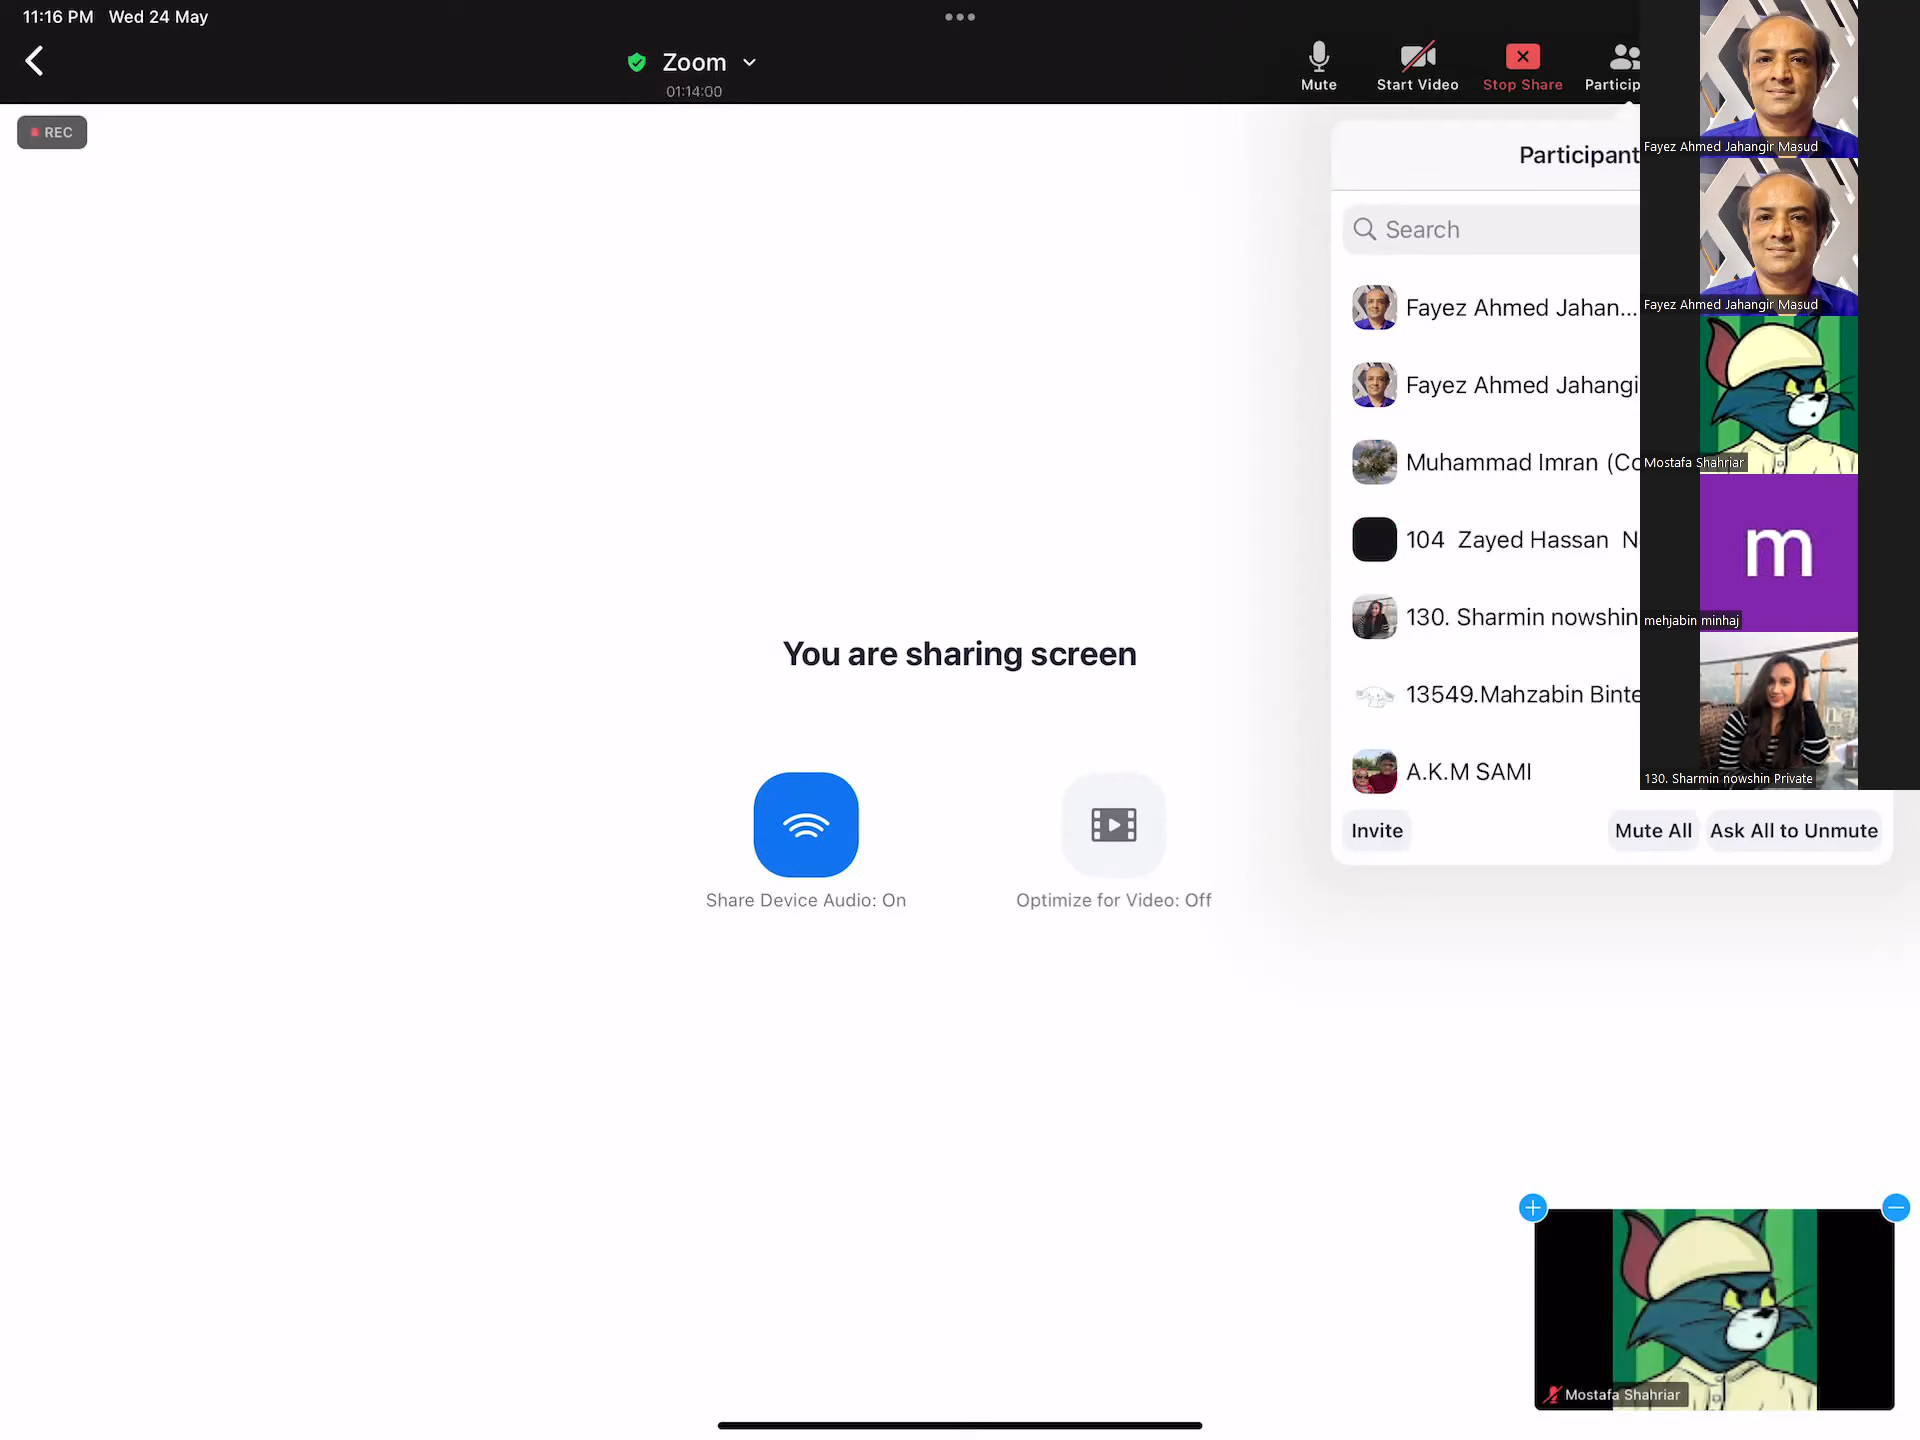 11:16 PM Wed 24 May
Zoom
01:14:00
Mute
Start Video
Stop Share
Particip
REC
Participant
Search
Fayez Ahmed Jahan...
Fayez Ahmed Jahangi
Muhammad Imran (Co
104 Zayed Hassan N
130. Sharmin nowshin
13549.Mahzabin Binte
A.K.M SAMI
Invite
Mute All
Ask All to Unmute
Fayez Ahmed Jahangir Masud
Fayez Ahmed Jahangir Masud
Mostafa Shahriar
m
mehjabin minhaj
130. Sharmin nowshin Private
You are sharing screen
Share Device Audio: On
Optimize for Video: Off
Mostafa Shahriar